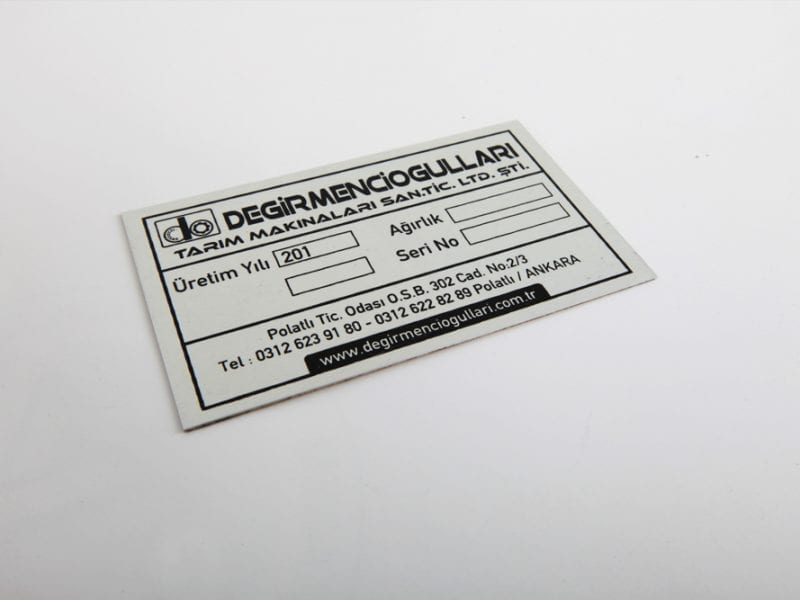 DEGiRMENCiOGULLARI
TARIM MAKINALARI SAN.TiC. LTD. ŞTi.
Üretim Yılı 201
Ağırlık
Seri No
Polatlı Tic. Odası O.S.B. 302 Cad. No:2/3
Tel : 0312 623 91 80 - 0312 622 82 89 Polatlı / ANKARA
www.degirmenciogullari.com.tr